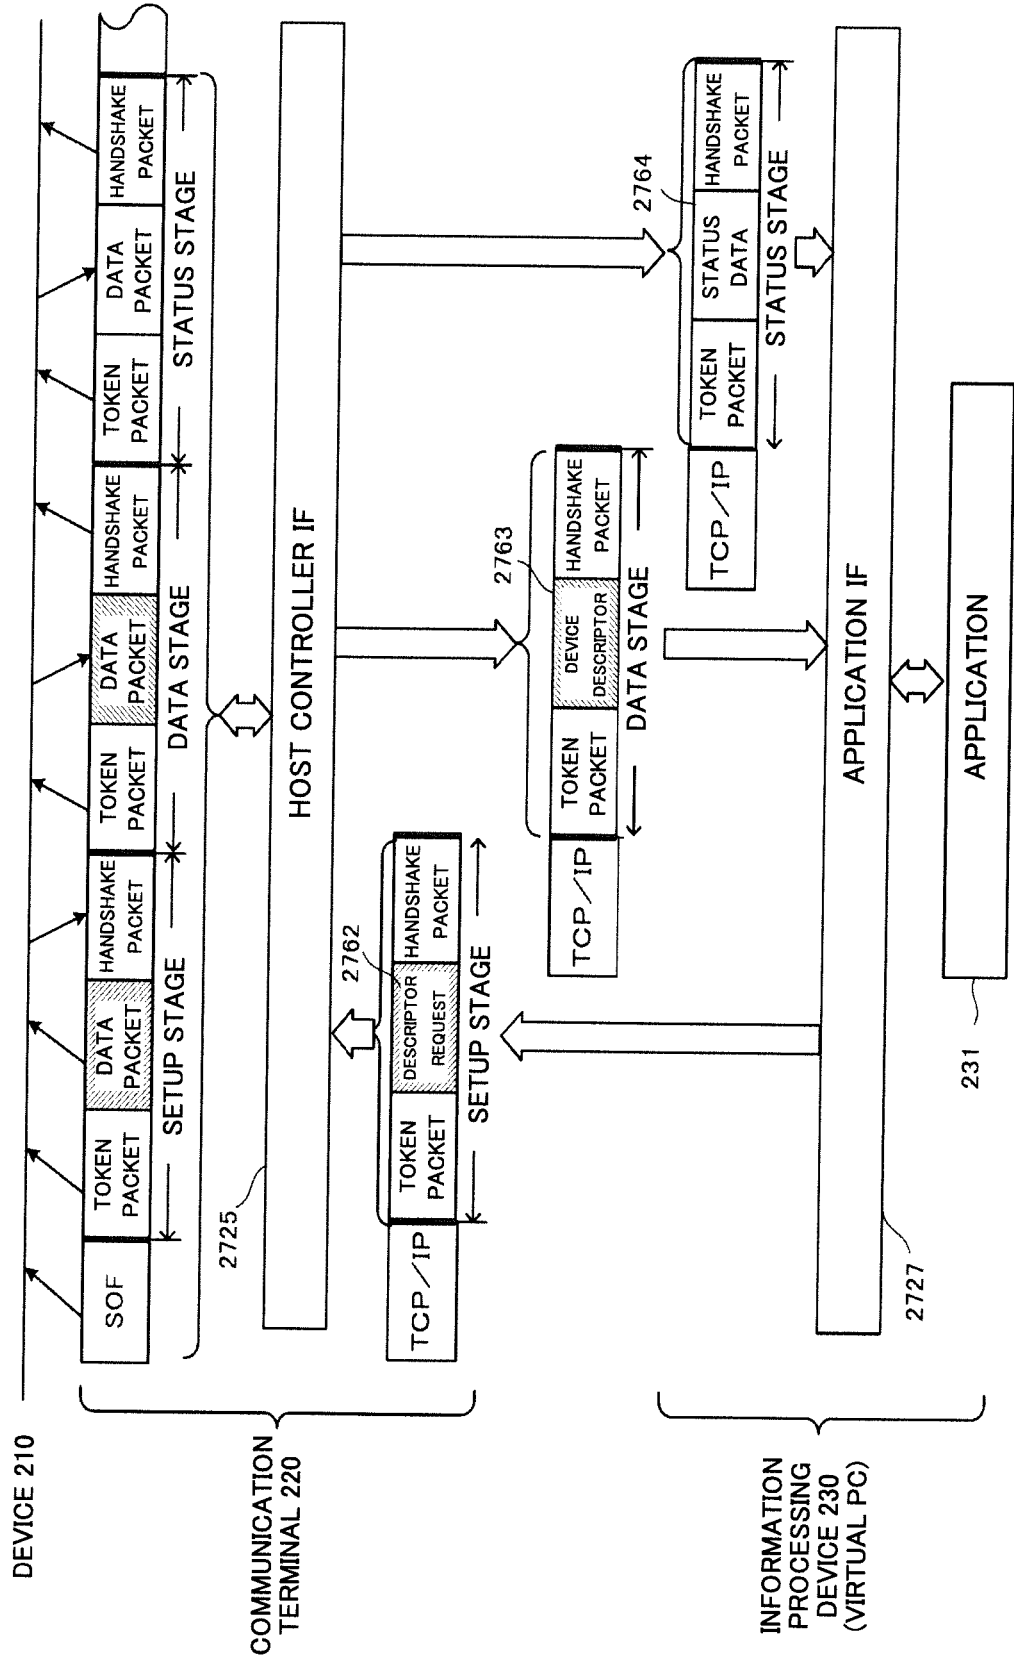 DEVICE 210
SOF
TOKEN
PACKET
DATA
PACKET
HANDSHAKE
PACKET
TOKEN
PACKET
DATA
PACKET
HANDSHAKE
PACKET
TOKEN
PACKET
DATA
PACKET
HANDSHAKE
PACKET
SETUP STAGE
DATA STAGE
STATUS STAGE
COMMUNICATION
TERMINAL 220
2725
HOST CONTROLLER IF
TCP/IP
TOKEN
PACKET
DESCRIPTOR
REQUEST
HANDSHAKE
PACKET
2762
SETUP STAGE
TCP/IP
TOKEN
PACKET
DEVICE
DESCRIPTOR
HANDSHAKE
PACKET
2763
DATA STAGE
TCP/IP
TOKEN
PACKET
STATUS
DATA
HANDSHAKE
PACKET
2764
STATUS STAGE
INFORMATION
PROCESSING
DEVICE 230
(VIRTUAL PC)
APPLICATION IF
2727
APPLICATION
231